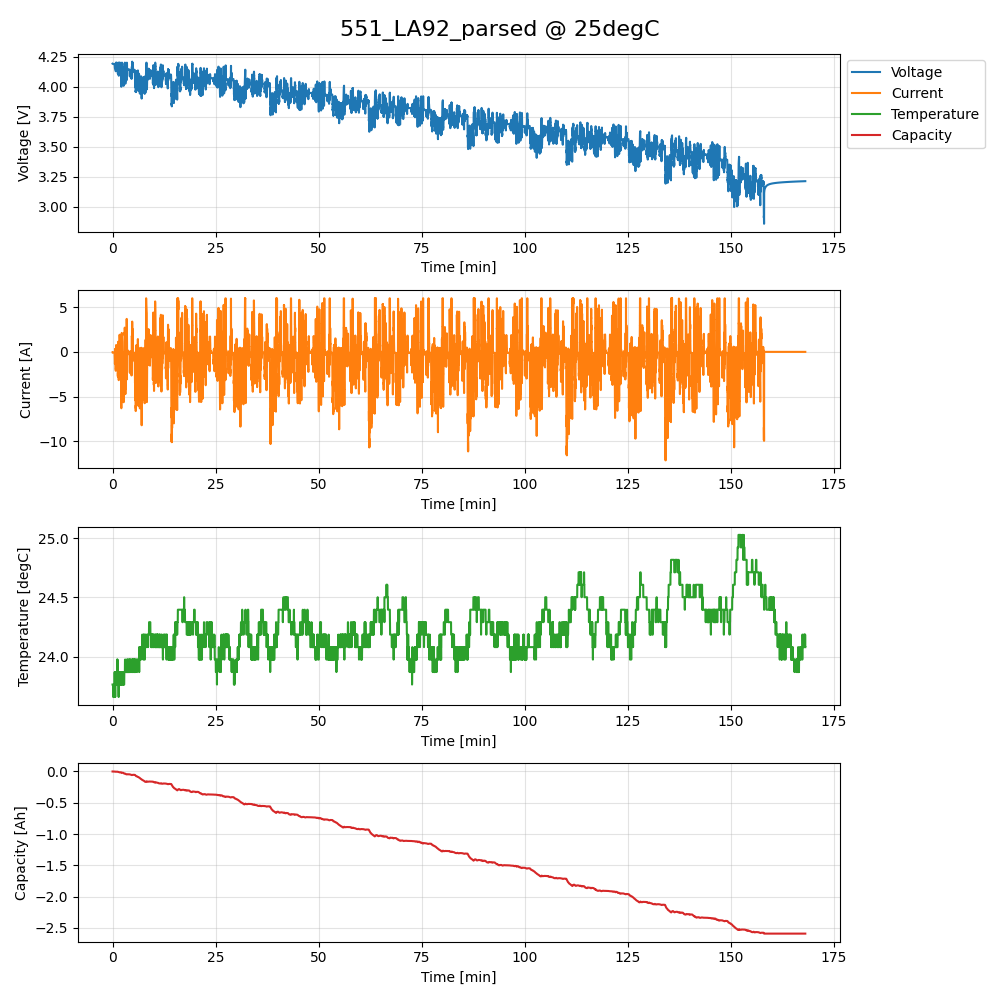 551_LA92_parsed @ 25degC
4.25
4.00
3.75
3.50
3.25
3.00
Voltage [V]
0 25 50 75 100 125 150 175
Time [min]
Voltage
Current
Temperature
Capacity
5
0
−5
−10
Current [A]
0 25 50 75 100 125 150 175
Time [min]
25.0
24.5
24.0
Temperature [degC]
0 25 50 75 100 125 150 175
Time [min]
0.0
−0.5
−1.0
−1.5
−2.0
−2.5
Capacity [Ah]
0 25 50 75 100 125 150 175
Time [min]